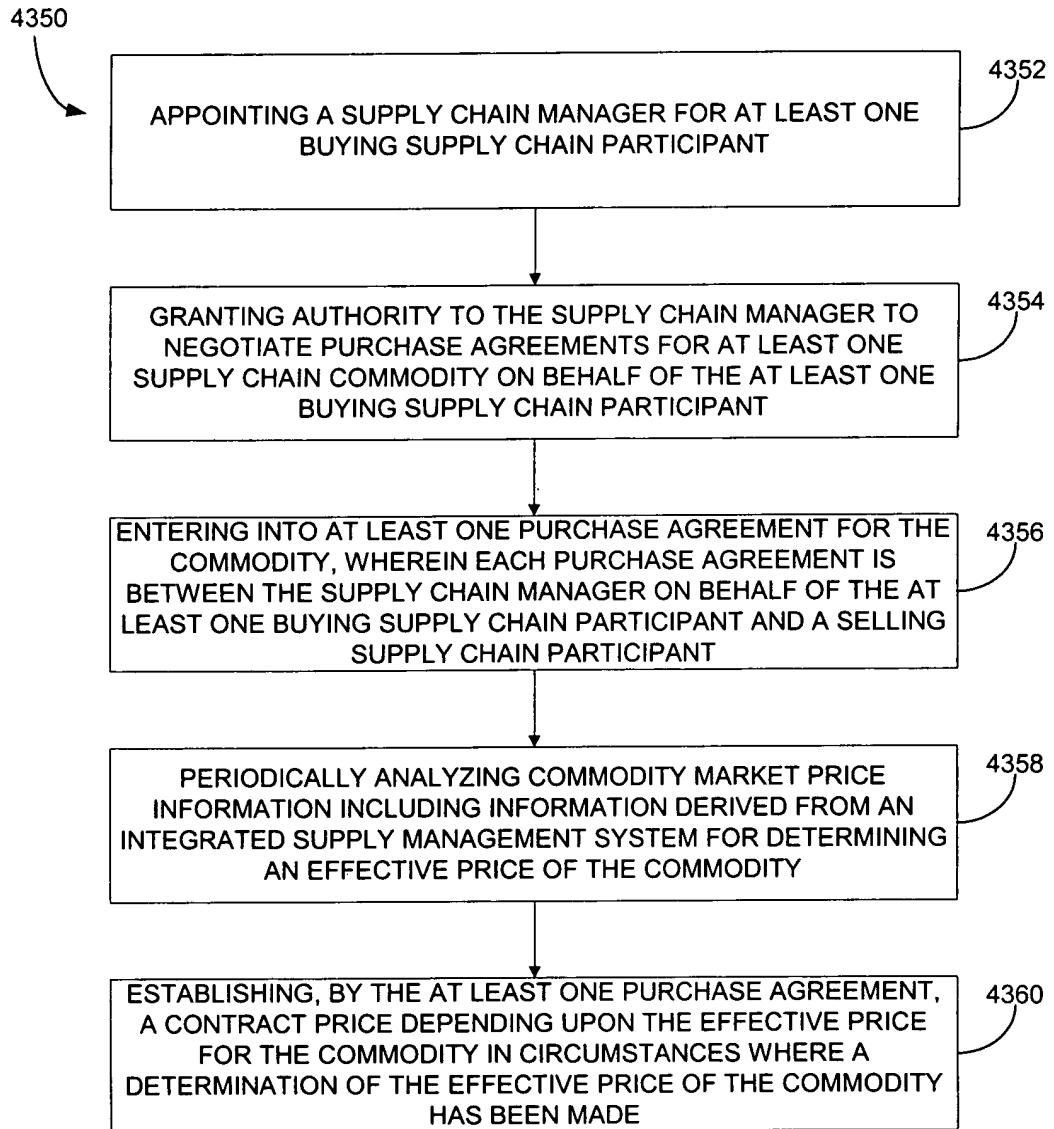 4350
4352
APPOINTING A SUPPLY CHAIN MANAGER FOR AT LEAST ONE
BUYING SUPPLY CHAIN PARTICIPANT
4354
GRANTING AUTHORITY TO THE SUPPLY CHAIN MANAGER TO
NEGOTIATE PURCHASE AGREEMENTS FOR AT LEAST ONE
SUPPLY CHAIN COMMODITY ON BEHALF OF THE AT LEAST ONE
BUYING SUPPLY CHAIN PARTICIPANT
4356
ENTERING INTO AT LEAST ONE PURCHASE AGREEMENT FOR THE
COMMODITY, WHEREIN EACH PURCHASE AGREEMENT IS
BETWEEN THE SUPPLY CHAIN MANAGER ON BEHALF OF THE AT
LEAST ONE BUYING SUPPLY CHAIN PARTICIPANT AND A SELLING
SUPPLY CHAIN PARTICIPANT
4358
PERIODICALLY ANALYZING COMMODITY MARKET PRICE
INFORMATION INCLUDING INFORMATION DERIVED FROM AN
INTEGRATED SUPPLY MANAGEMENT SYSTEM FOR DETERMINING
AN EFFECTIVE PRICE OF THE COMMODITY
4360
ESTABLISHING, BY THE AT LEAST ONE PURCHASE AGREEMENT,
A CONTRACT PRICE DEPENDING UPON THE EFFECTIVE PRICE
FOR THE COMMODITY IN CIRCUMSTANCES WHERE A
DETERMINATION OF THE EFFECTIVE PRICE OF THE COMMODITY
HAS BEEN MADE